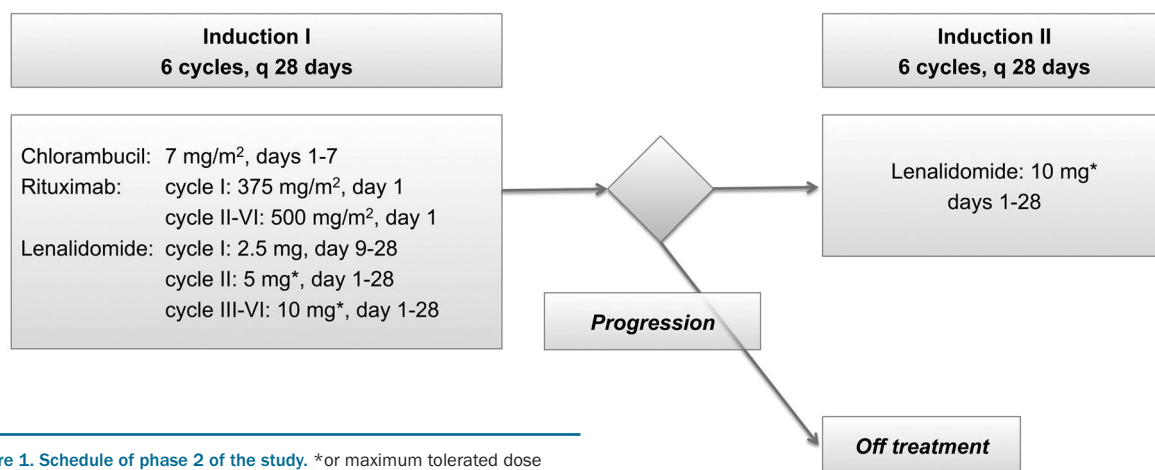 Induction I
6 cycles, q 28 days
Chlorambucil: 7 mg/m², days 1-7
Rituximab: cycle I: 375 mg/m², day 1
cycle II-VI: 500 mg/m², day 1
Lenalidomide: cycle I: 2.5 mg, day 9-28
cycle II: 5 mg*, day 1-28
cycle III-VI: 10 mg*, day 1-28
Progression
Induction II
6 cycles, q 28 days
Lenalidomide: 10 mg*
days 1-28
Off treatment
re 1. Schedule of phase 2 of the study. *or maximum tolerated dose